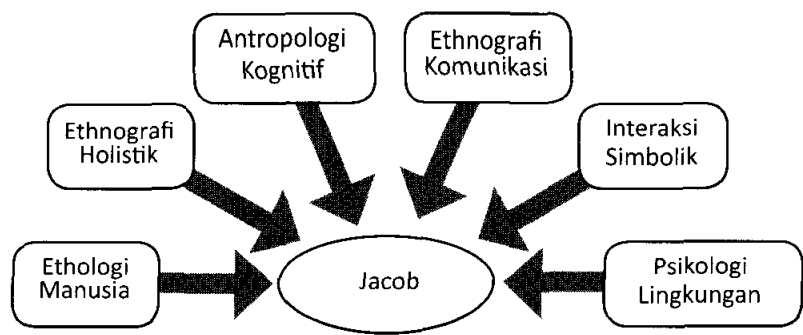 Antropologi
Kognitif
Ethnografi
Komunikasi
Ethnografi
Holistik
Interaksi
Simbolik
Ethologi
Manusia
Jacob
Psikologi
Lingkungan